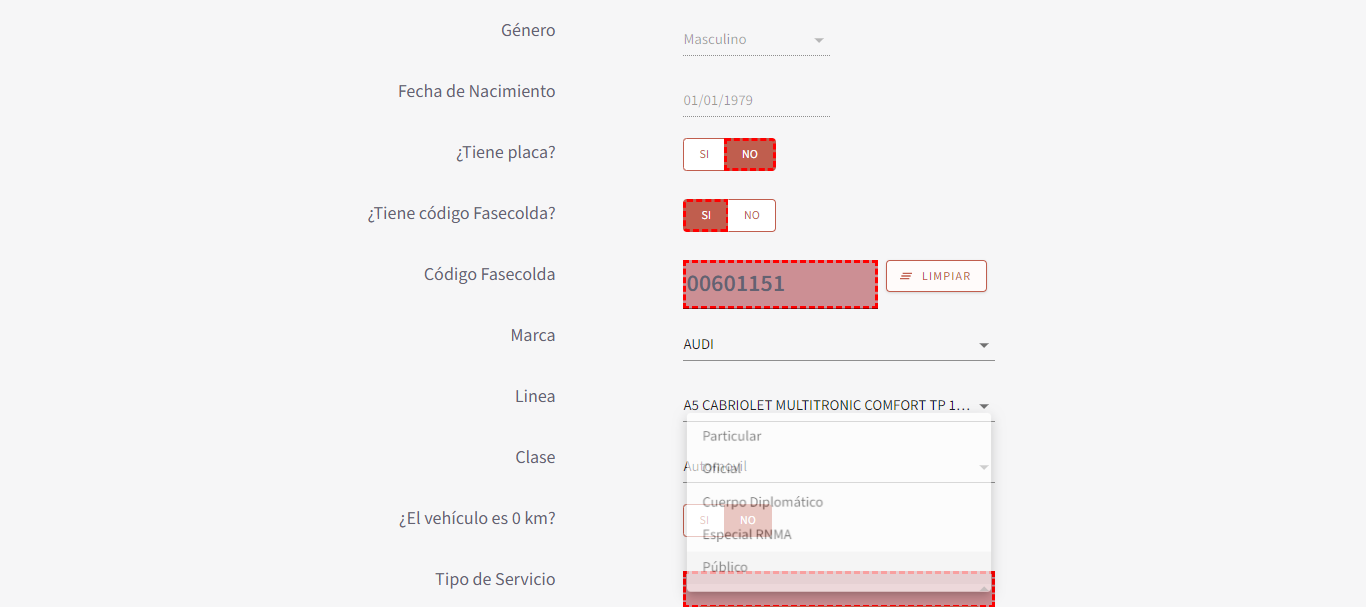 Género
Masculino
Fecha de Nacimiento
01/01/1979
¿Tiene placa?
SI NO
¿Tiene código Fasecolda?
SI NO
Código Fasecolda
00601151
LIMPIAR
Marca
AUDI
Linea
A5 CABRIOLET MULTITRONIC COMFORT TP 1...
Particular
Clase
Automovil
Oficial
Cuerpo Diplomático
¿El vehículo es 0 km?
SI NO
Especial RNMA
Público
Tipo de Servicio